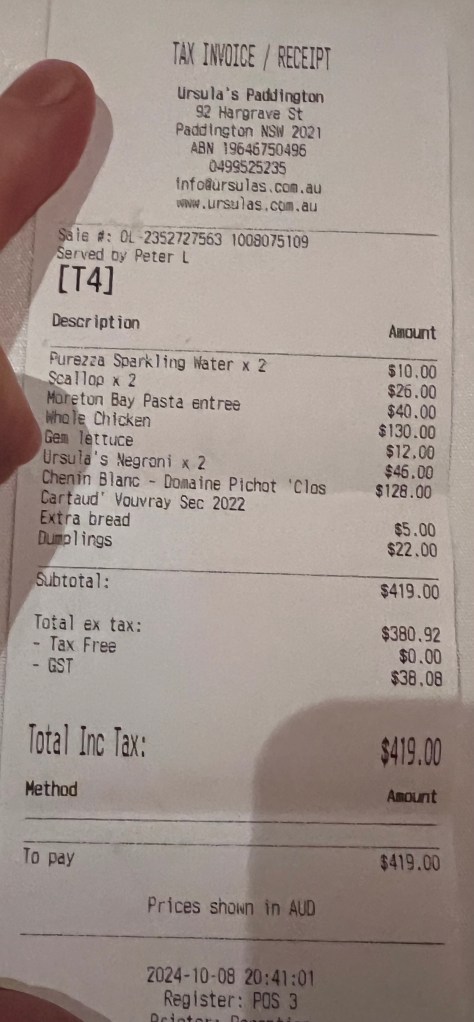 TAX INVOICE / RECEIPT
Ursula's Paddington
92 Hargrave St
Paddington NSW 2021
ABN 19646750496
0499525235
info@ursulas.com.au
www.ursulas.com.au
Sale #: OL-2352727563 1008075109
Served by Peter L
[T4]
Description Amount
Purezza Sparkling Water x 2 $10.00
Scallop x 2 $26.00
Moreton Bay Pasta entree $40.00
Whole Chicken $130.00
Gem lettuce $12.00
Ursula's Negroni x 2 $46.00
Chenin Blanc - Domaine Pichot 'Clos $128.00
Cartaud' Vouvray Sec 2022
Extra bread $5.00
Dumplings $22.00
Subtotal: $419.00
Total ex tax: $380.92
- Tax Free $0.00
- GST $38.08
Total Inc Tax: $419.00
Method Amount
To pay $419.00
Prices shown in AUD
2024-10-08 20:41:01
Register: POS 3